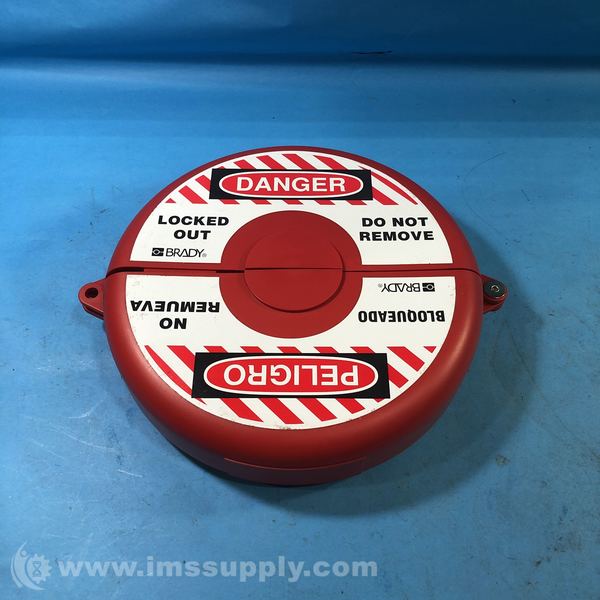 DANGER
LOCKED OUT
DO NOT REMOVE
BRADY®
BRADY®
NO REMUEVA
BLOQUEADO
PELIGRO
www.imssupply.com